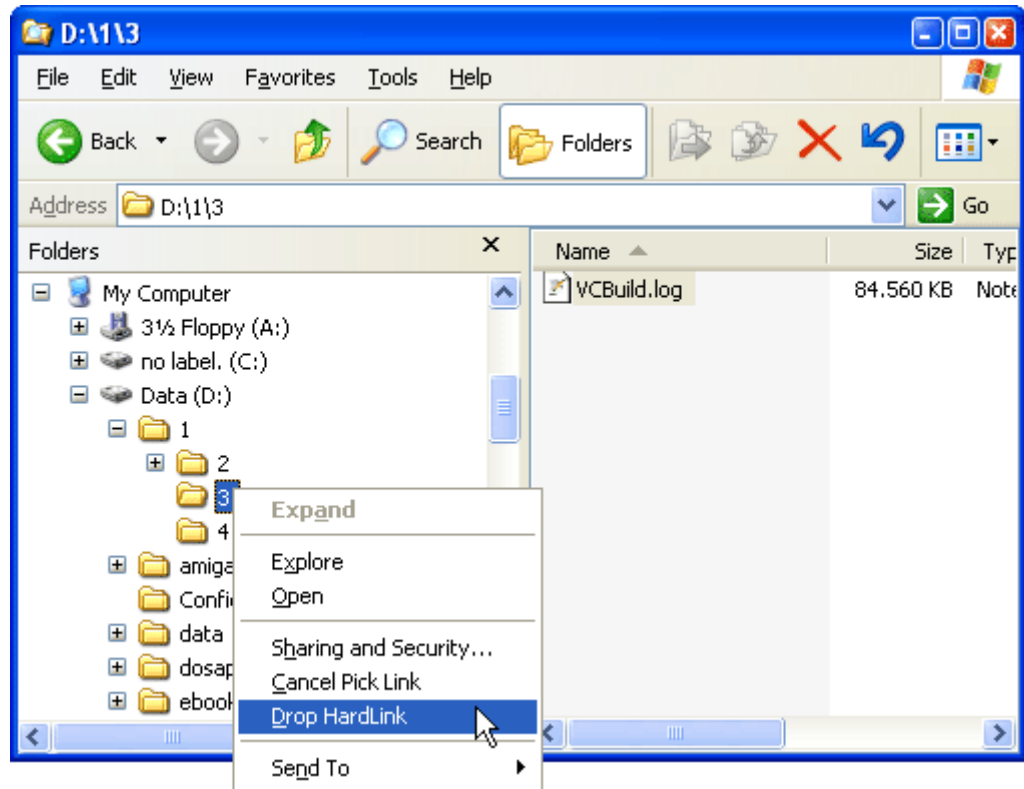 D:\1\3
File Edit View Favorites Tools Help
Back Search Folders
Address D:\1\3 Go
Folders x Name Size Typ
My Computer VCBuild.log 84.560 KB Note
3½ Floppy (A:)
no label. (C:)
Data (D:)
1
2
3
Expand
4
amiga Explore
Confi Open
data
Sharing and Security...
dosap
Cancel Pick Link
ebook
Drop HardLink
Send To